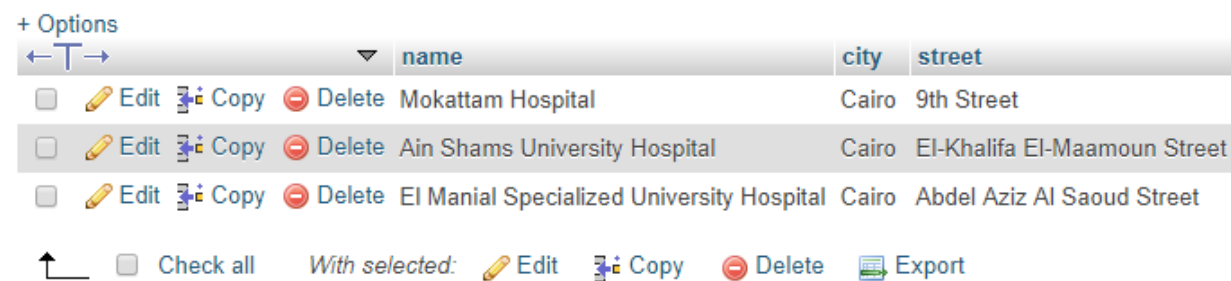 + Options
name city street
Edit Copy Delete Mokattam Hospital Cairo 9th Street
Edit Copy Delete Ain Shams University Hospital Cairo El-Khalifa El-Maamoun Street
Edit Copy Delete El Manial Specialized University Hospital Cairo Abdel Aziz Al Saoud Street
Check all With selected: Edit Copy Delete Export